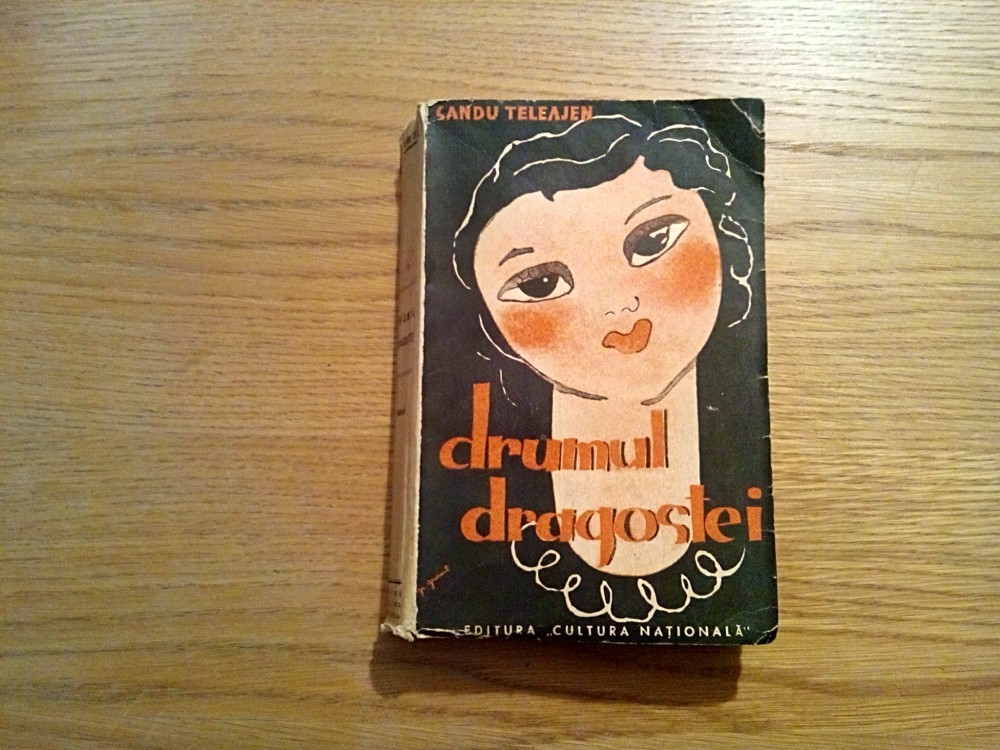 SANDU TELEAJEN
drumul
dragostei
EDITURA „CULTURA NAȚIONALĂ"